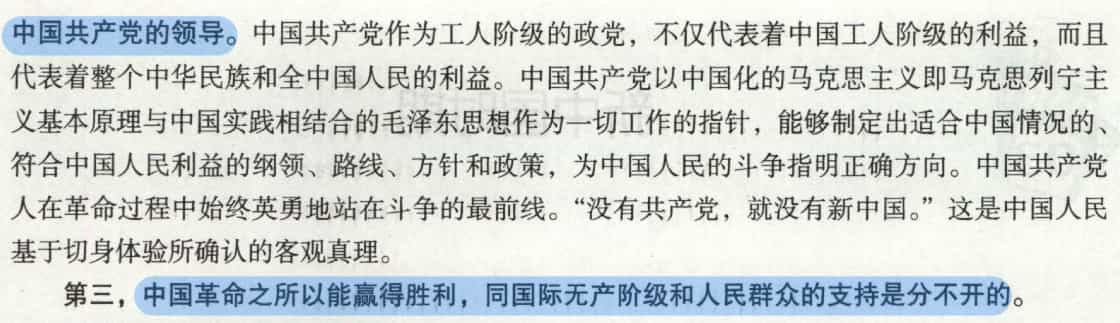 中国共产党的领导。中国共产党作为工人阶级的政党，不仅代表着中国工人阶级的利益，而且
代表着整个中华民族和全中国人民的利益。中国共产党以中国化的马克思主义即马克思列宁主
义基本原理与中国实践相结合的毛泽东思想作为一切工作的指针，能够制定出适合中国情况的、
符合中国人民利益的纲领、路线、方针和政策，为中国人民的斗争指明正确方向。中国共产党
人在革命过程中始终英勇地站在斗争的最前线。“没有共产党，就没有新中国。”这是中国人民
基于切身体验所确认的客观真理。
第三，中国革命之所以能赢得胜利，同国际无产阶级和人民群众的支持是分不开的。